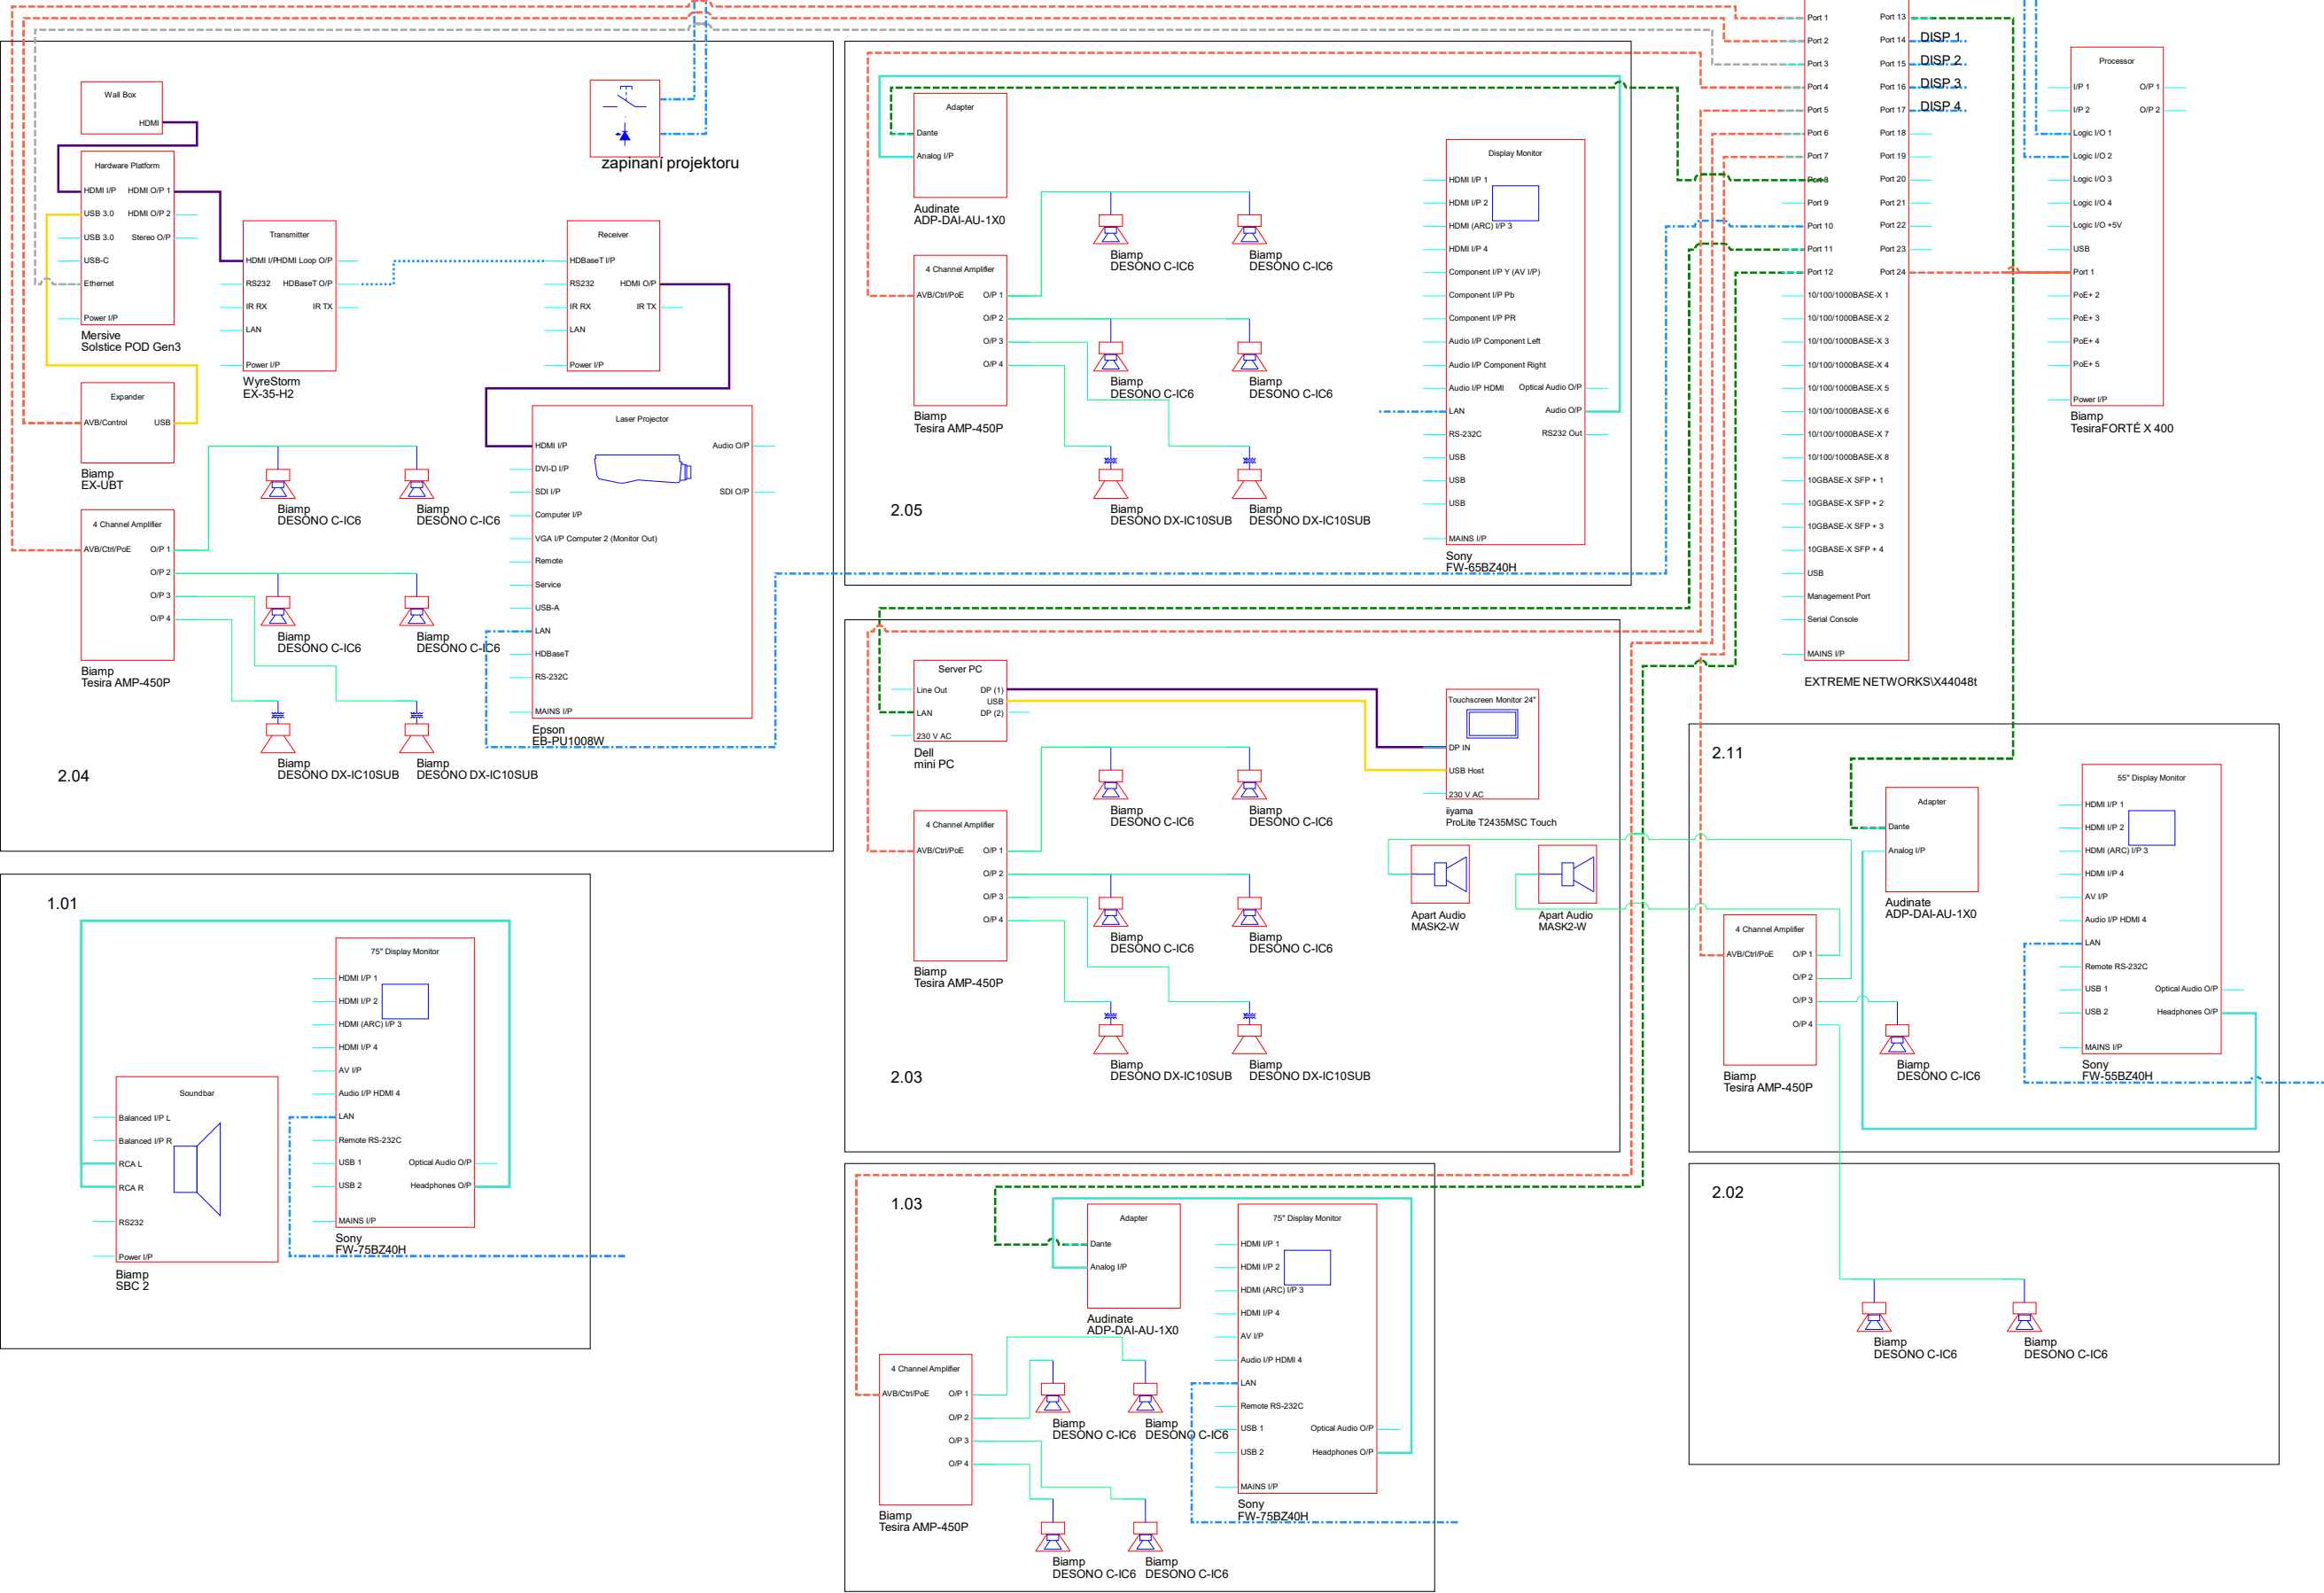 Wall Box
HDMI
Hardware Platform
HDMI I/P
HDMI O/P 1
USB 3.0
HDMI O/P 2
USB 3.0
Stereo O/P
USB-C
Ethernet
Power I/P
Mersive
Solstice POD Gen3
Expander
AVB/Control
USB
Biamp
EX-UBT
4 Channel Amplifier
AVB/Ctrl/PoE
O/P 1
O/P 2
O/P 3
O/P 4
Biamp
Tesira AMP-450P
Transmitter
HDMI I/P
HDMI Loop O/P
RS232
HDBaseT O/P
IR RX
IR TX
LAN
Power I/P
WyreStorm
EX-35-H2
zapínaní projektoru
Receiver
HDBaseT I/P
RS232
HDMI O/P
IR RX
IR TX
LAN
Power I/P
Laser Projector
HDMI I/P
Audio O/P
DVI-D I/P
SDI I/P
SDI O/P
Computer I/P
VGA I/P Computer 2 (Monitor Out)
Remote
Service
USB-A
LAN
HDBaseT
RS-232C
MAINS I/P
Epson
EB-PU1008W
Biamp
DESONO C-IC6
Biamp
DESONO C-IC6
Biamp
DESONO C-IC6
Biamp
DESONO C-IC6
Biamp
DESONO DX-IC10SUB
Biamp
DESONO DX-IC10SUB
2.04
Adapter
Dante
Analog I/P
Audinate
ADP-DAI-AU-1X0
4 Channel Amplifier
AVB/Ctrl/PoE
O/P 1
O/P 2
O/P 3
O/P 4
Biamp
Tesira AMP-450P
Biamp
DESONO C-IC6
Biamp
DESONO C-IC6
Biamp
DESONO C-IC6
Biamp
DESONO C-IC6
Biamp
DESONO DX-IC10SUB
Biamp
DESONO DX-IC10SUB
2.05
Display Monitor
HDMI I/P 1
HDMI I/P 2
HDMI (ARC) I/P 3
HDMI I/P 4
Component I/P Y (AV I/P)
Component I/P Pb
Component I/P PR
Audio I/P Component Left
Audio I/P Component Right
Audio I/P HDMI
Optical Audio O/P
LAN
Audio O/P
RS-232C
RS232 Out
USB
USB
USB
MAINS I/P
Sony
FW-65BZ40H
Port 1
Port 13
Port 2
Port 14
DISP 1
Port 3
Port 15
DISP 2
Port 4
Port 16
DISP 3
Port 5
Port 17
DISP 4
Port 6
Port 18
Port 7
Port 19
Port 8
Port 20
Port 9
Port 21
Port 10
Port 22
Port 11
Port 23
Port 12
Port 24
10/100/1000BASE-X 1
10/100/1000BASE-X 2
10/100/1000BASE-X 3
10/100/1000BASE-X 4
10/100/1000BASE-X 5
10/100/1000BASE-X 6
10/100/1000BASE-X 7
10/100/1000BASE-X 8
10GBASE-X SFP + 1
10GBASE-X SFP + 2
10GBASE-X SFP + 3
10GBASE-X SFP + 4
USB
Management Port
Serial Console
MAINS I/P
EXTREME NETWORKS\X44048t
Processor
I/P 1
O/P 1
I/P 2
O/P 2
Logic I/O 1
Logic I/O 2
Logic I/O 3
Logic I/O 4
Logic I/O +5V
USB
Port 1
PoE+ 2
PoE+ 3
PoE+ 4
PoE+ 5
Power I/P
Biamp
TesiraFORTÉ X 400
Server PC
Line Out
DP (1)
USB
LAN
DP (2)
230 V AC
Dell
mini PC
Touchscreen Monitor 24"
DP IN
USB Host
230 V AC
iiyama
ProLite T2435MSC Touch
4 Channel Amplifier
AVB/Ctrl/PoE
O/P 1
O/P 2
O/P 3
O/P 4
Biamp
Tesira AMP-450P
Biamp
DESONO C-IC6
Biamp
DESONO C-IC6
Biamp
DESONO C-IC6
Biamp
DESONO C-IC6
Biamp
DESONO DX-IC10SUB
Biamp
DESONO DX-IC10SUB
Apart Audio
MASK2-W
Apart Audio
MASK2-W
2.03
2.11
Adapter
Dante
Analog I/P
Audinate
ADP-DAI-AU-1X0
4 Channel Amplifier
AVB/Ctrl/PoE
O/P 1
O/P 2
O/P 3
O/P 4
Biamp
Tesira AMP-450P
Biamp
DESONO C-IC6
55" Display Monitor
HDMI I/P 1
HDMI I/P 2
HDMI (ARC) I/P 3
HDMI I/P 4
AV I/P
Audio I/P HDMI 4
LAN
Remote RS-232C
USB 1
Optical Audio O/P
USB 2
Headphones O/P
MAINS I/P
Sony
FW-55BZ40H
1.01
75" Display Monitor
HDMI I/P 1
HDMI I/P 2
HDMI (ARC) I/P 3
HDMI I/P 4
AV I/P
Audio I/P HDMI 4
LAN
Remote RS-232C
USB 1
Optical Audio O/P
USB 2
Headphones O/P
MAINS I/P
Sony
FW-75BZ40H
Soundbar
Balanced I/P L
Balanced I/P R
RCA L
RCA R
RS232
Power I/P
Biamp
SBC 2
1.03
Adapter
Dante
Analog I/P
Audinate
ADP-DAI-AU-1X0
75" Display Monitor
HDMI I/P 1
HDMI I/P 2
HDMI (ARC) I/P 3
HDMI I/P 4
AV I/P
Audio I/P HDMI 4
LAN
Remote RS-232C
USB 1
Optical Audio O/P
USB 2
Headphones O/P
MAINS I/P
Sony
FW-75BZ40H
4 Channel Amplifier
AVB/Ctrl/PoE
O/P 1
O/P 2
O/P 3
O/P 4
Biamp
Tesira AMP-450P
Biamp
DESONO C-IC6
Biamp
DESONO C-IC6
Biamp
DESONO C-IC6
Biamp
DESONO C-IC6
2.02
Biamp
DESONO C-IC6
Biamp
DESONO C-IC6